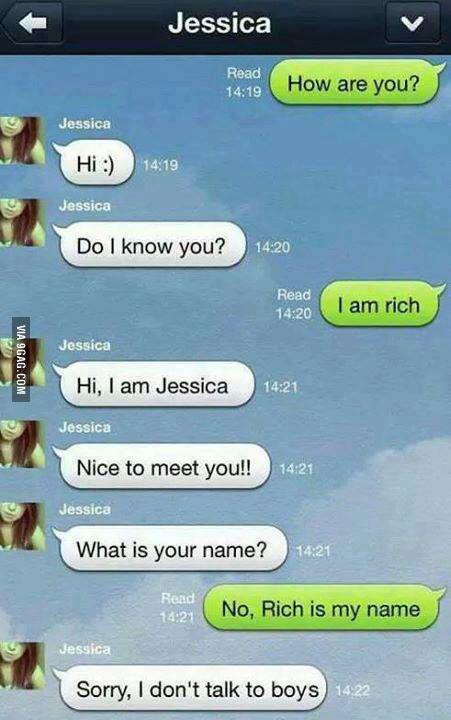 Jessica
Read
14:19
How are you?
Jessica
Hi :)
14:19
Jessica
Do I know you?
14:20
Read
14:20
I am rich
VIA 9GAG.COM
Jessica
Hi, I am Jessica
14:21
Jessica
Nice to meet you!!
14:21
Jessica
What is your name?
14:21
Read
14:21
No, Rich is my name
Jessica
Sorry, I don't talk to boys
14:22